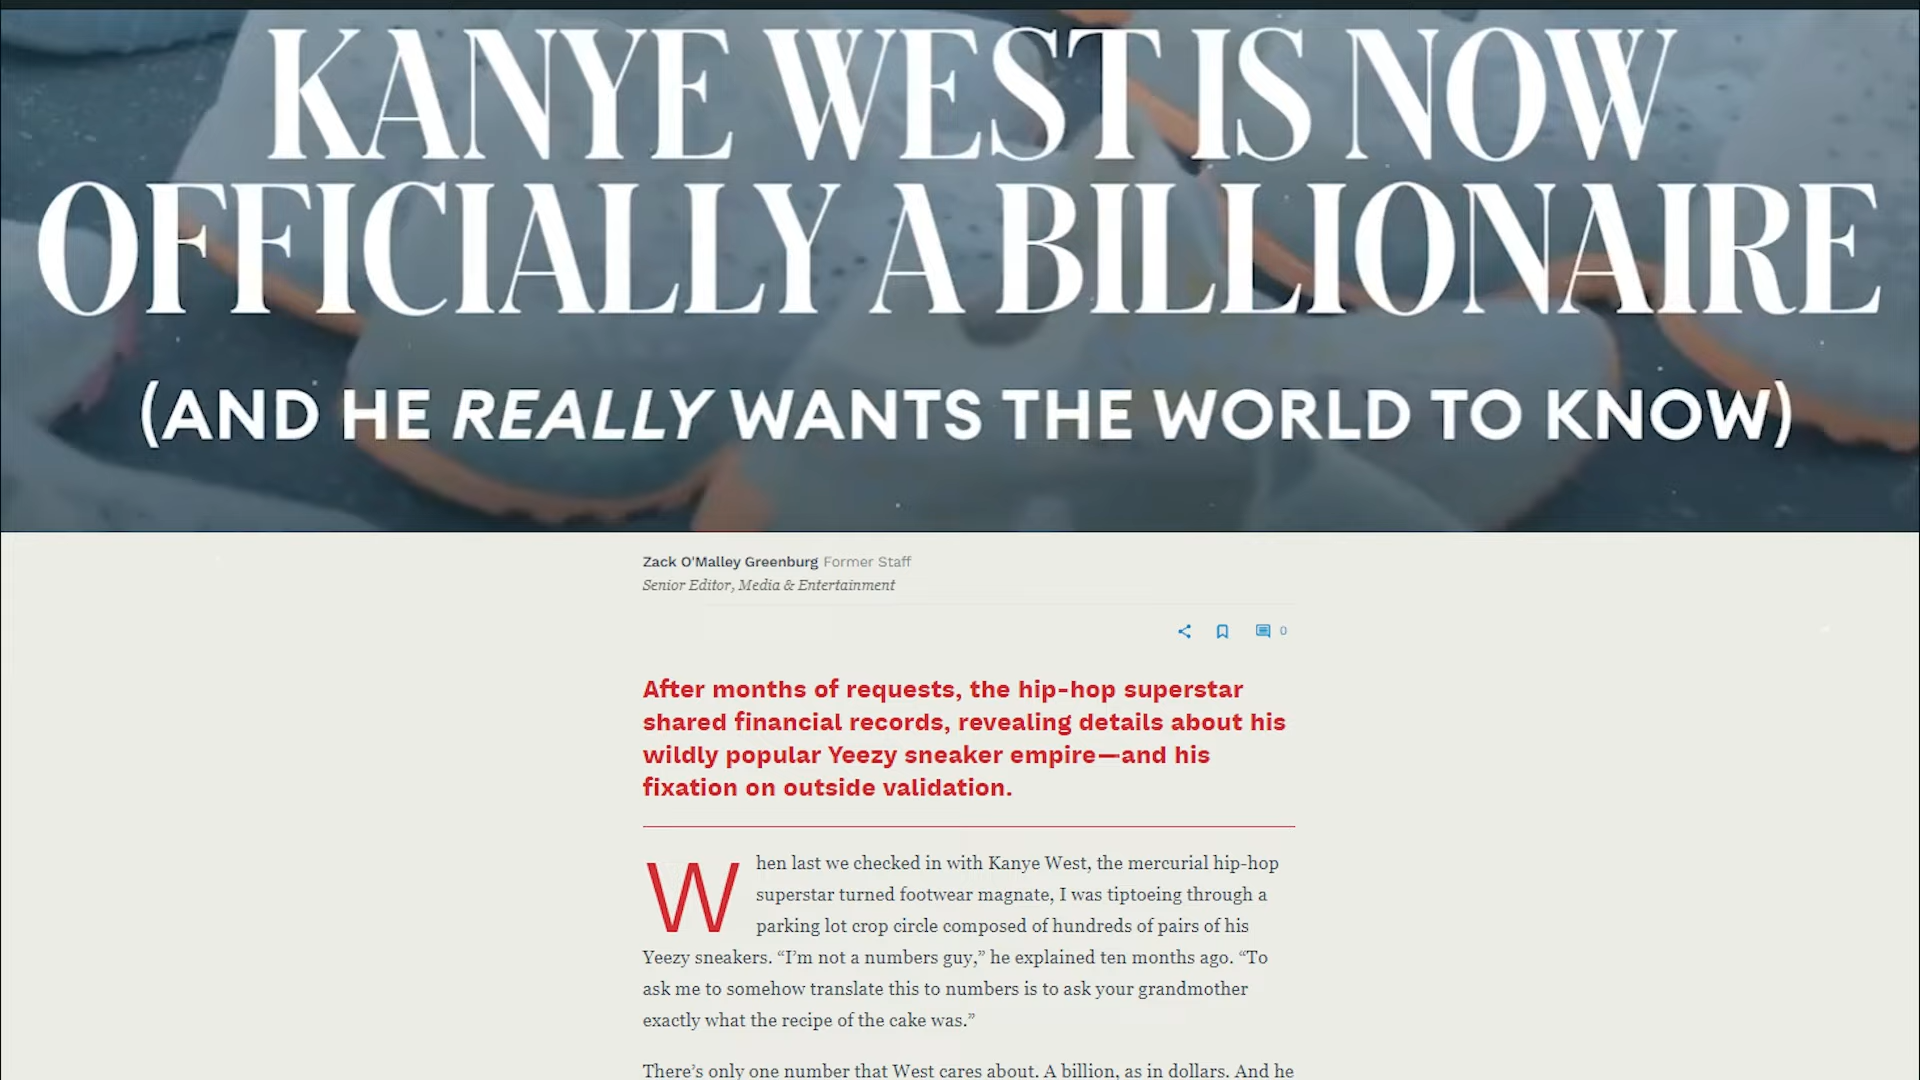 KANYE WEST IS NOW
OFFICIALLY A BILLIONAIRE
(AND HE REALLY WANTS THE WORLD TO KNOW)
Zack O'Malley Greenburg Former Staff
Senior Editor, Media & Entertainment
0
After months of requests, the hip-hop superstar
shared financial records, revealing details about his
wildly popular Yeezy sneaker empire—and his
fixation on outside validation.
When last we checked in with Kanye West, the mercurial hip-hop
superstar turned footwear magnate, I was tiptoeing through a
parking lot crop circle composed of hundreds of pairs of his
Yeezy sneakers. “I’m not a numbers guy,” he explained ten months ago. “To
ask me to somehow translate this to numbers is to ask your grandmother
exactly what the recipe of the cake was.”
There’s only one number that West cares about. A billion, as in dollars. And he